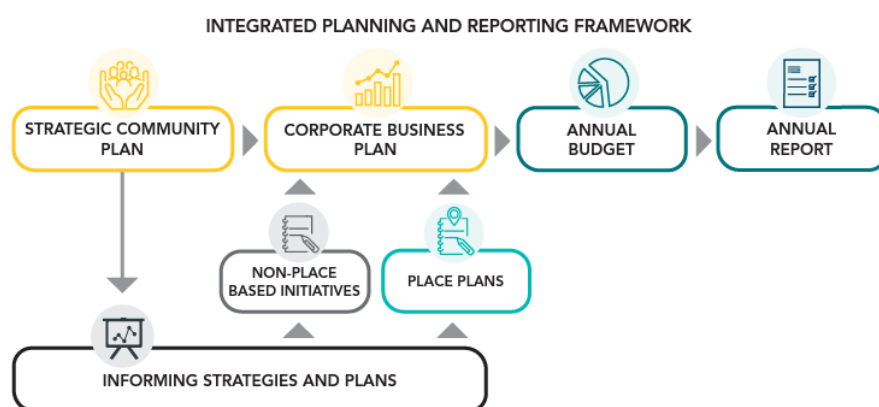 INTEGRATED PLANNING AND REPORTING FRAMEWORK
STRATEGIC COMMUNITY
PLAN
CORPORATE BUSINESS
PLAN
ANNUAL
BUDGET
ANNUAL
REPORT
NON-PLACE
BASED INITIATIVES
PLACE PLANS
INFORMING STRATEGIES AND PLANS